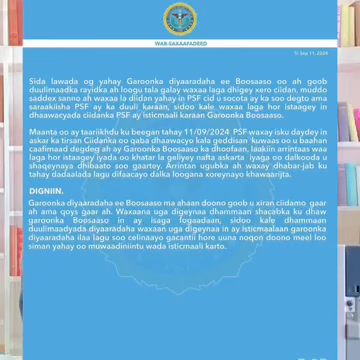 WAR-SAXAAFADEED
Ti Sep 11, 2024
Sida lawada og yahay Garoonka diyaaradaha ee Boosaaso oo ah goob
duulimaadka rayidka ah loogu tala galay waxaa laga dhigey xero ciidan, muddo
saddex sanno ah waxaa la diidan yahay in PSF cid u socota ay ka soo degto ama
saraakiisha PSF ay ka duuli karaan, sidoo kale waxaa laga hor istaagey in
dhaawacyada ciidanka PSF ay isticmaali karaan Garoonka Boosaaso.
Maanta oo ay taariikhdu ku beegan tahay 11/09/2024 PSF waxay isku daydey in
askar ka tirsan Ciidanka oo qaba dhaawacyo kala geddisan kuwaas oo u baahan
caafimaad degdeg ah ay Garoonka Boosaaso ka dhoofaan, laakiin arrintaas waa
laga hor istaagey iyada oo khatar la geliyey nafta askarta iyaga oo dalkooda u
shaqeynaya dhibaato soo gaartey. Arrintan ugubka ah waxay dhabar-jab ku
tahay dadaalada lagu difaacayo dalka loogana xoreynayo khawaarijta.
DIGNIIN.
Garoonka diyaaradaha ee Boosaaso ma ahaan doono goob u xiran ciidamo gaar
ah ama qoys gaar ah. Waxaana uga digeynaa dhammaan shacabka ku dhaw
garoonka Boosaaso in ay isaga fogaadaan, sidoo kale dhammaan
duulimaadyada diyaaradaha waxaan uga digeynaa in ay isticmaalaan garoonka
diyaaradaha ilaa lagu soo celinaayo gacantii hore uuna noqon doono meel loo
siman yahay oo muwaadiniintu wada isticmaali karto.